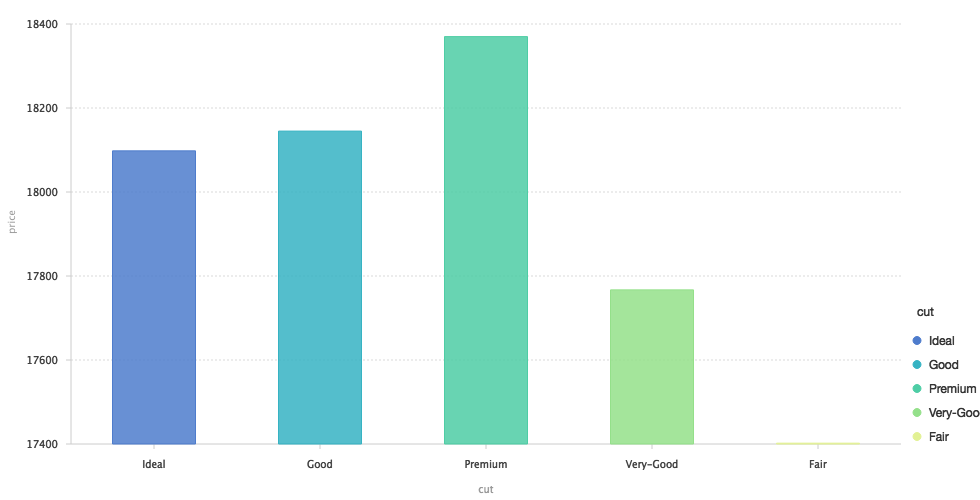 18400
18200
18000
17800
17600
17400
price
Ideal
Good
Premium
Very-Good
Fair
cut
cut
Ideal
Good
Premium
Very-Goo
Fair